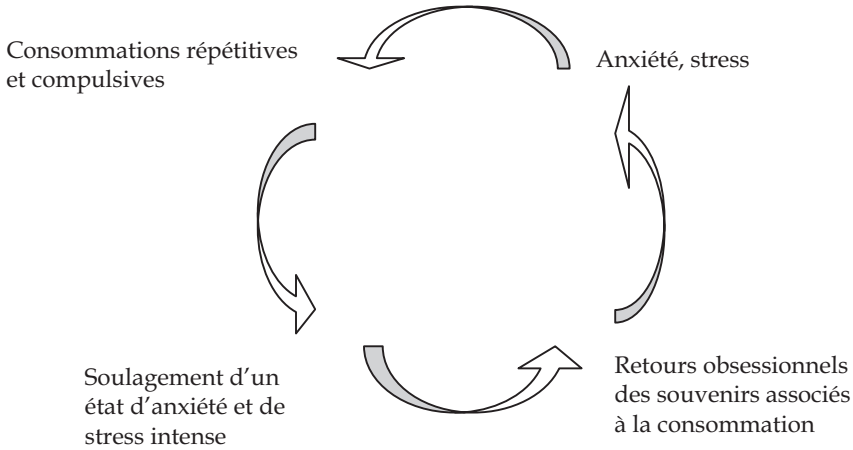 Consommations répétitives
et compulsives
Anxiété, stress
Soulagement d’un
état d’anxiété et de
stress intense
Retours obsessionnels
des souvenirs associés
à la consommation